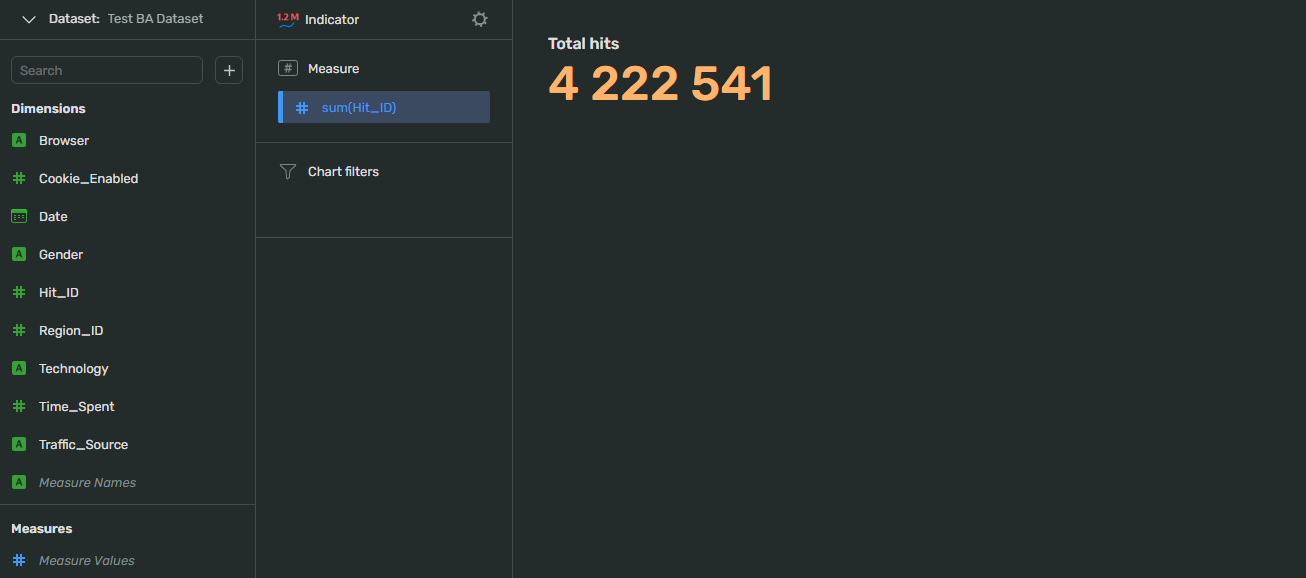 Dataset: Test BA Dataset
Search
Dimensions
A Browser
Cookie_Enabled
Date
A Gender
Hit_ID
Region_ID
A Technology
Time_Spent
A Traffic_Source
A Measure Names
Measures
Measure Values
1.2 M Indicator
# Measure
sum(Hit_ID)
Chart filters
Total hits
4 222 541